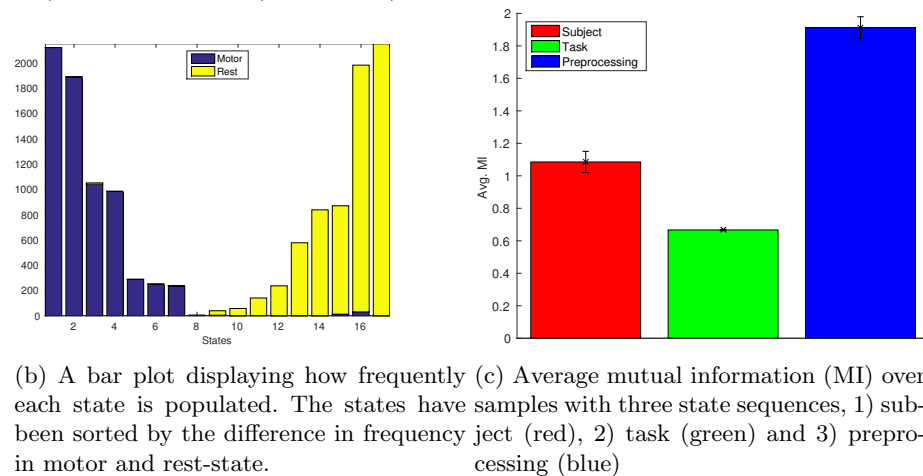 Motor
Rest
2000
1800
1600
1400
1200
1000
800
600
400
200
0
2 4 6 8 10 12 14 16
States
Subject
Task
Preprocessing
Avg. MI
2
1.8
1.6
1.4
1.2
1
0.8
0.6
0.4
0.2
0
(b) A bar plot displaying how frequently
each state is populated. The states have
been sorted by the difference in frequency
in motor and rest-state.
(c) Average mutual information (MI) over
samples with three state sequences, 1) sub-
ject (red), 2) task (green) and 3) prepro-
cessing (blue)